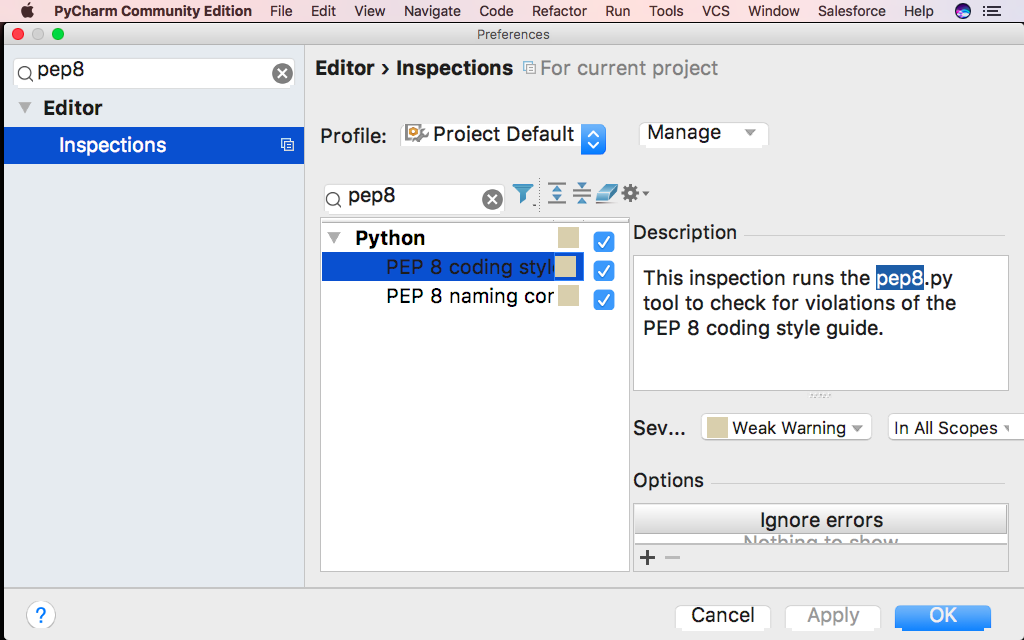 PyCharm Community Edition File Edit View Navigate Code Refactor Run Tools VCS Window Salesforce Help
Preferences
pep8
Editor
Inspections
Editor › Inspections For current project
Profile: Project Default Manage
pep8
Python
PEP 8 coding styl
PEP 8 naming cor
Description
This inspection runs the pep8.py
tool to check for violations of the
PEP 8 coding style guide.
Sev... Weak Warning In All Scopes
Options
Ignore errors
Nothing to show
?
Cancel Apply OK